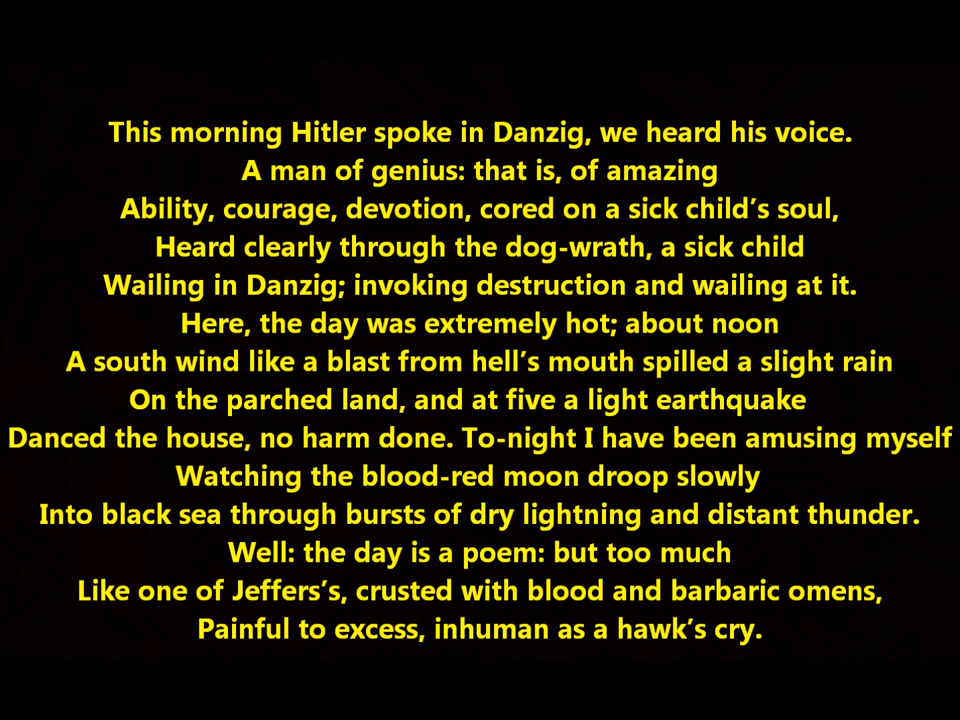 This morning Hitler spoke in Danzig, we heard his voice.
A man of genius: that is, of amazing
Ability, courage, devotion, cored on a sick child’s soul,
Heard clearly through the dog-wrath, a sick child
Wailing in Danzig; invoking destruction and wailing at it.
Here, the day was extremely hot; about noon
A south wind like a blast from hell’s mouth spilled a slight rain
On the parched land, and at five a light earthquake
Danced the house, no harm done. To-night I have been amusing myself
Watching the blood-red moon droop slowly
Into black sea through bursts of dry lightning and distant thunder.
Well: the day is a poem: but too much
Like one of Jeffers’s, crusted with blood and barbaric omens,
Painful to excess, inhuman as a hawk’s cry.